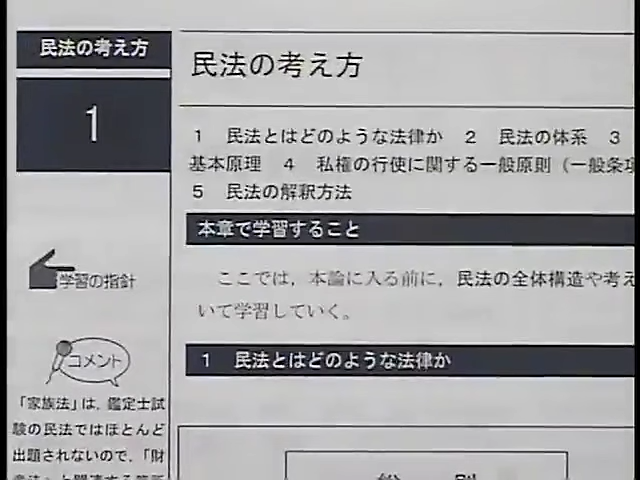 民法の考え方
1
民法の考え方
1 民法とはどのような法律か 2 民法の体系 3
基本原理 4 私権の行使に関する一般原則（一般条項
5 民法の解釈方法
本章で学習すること
学習の指針
ここでは，本論に入る前に，民法の全体構造や考え
いて学習していく。
コメント
1 民法とはどのような法律か
「家族法」は、鑑定士試
験の民法ではほとんど
出題されないので、「財